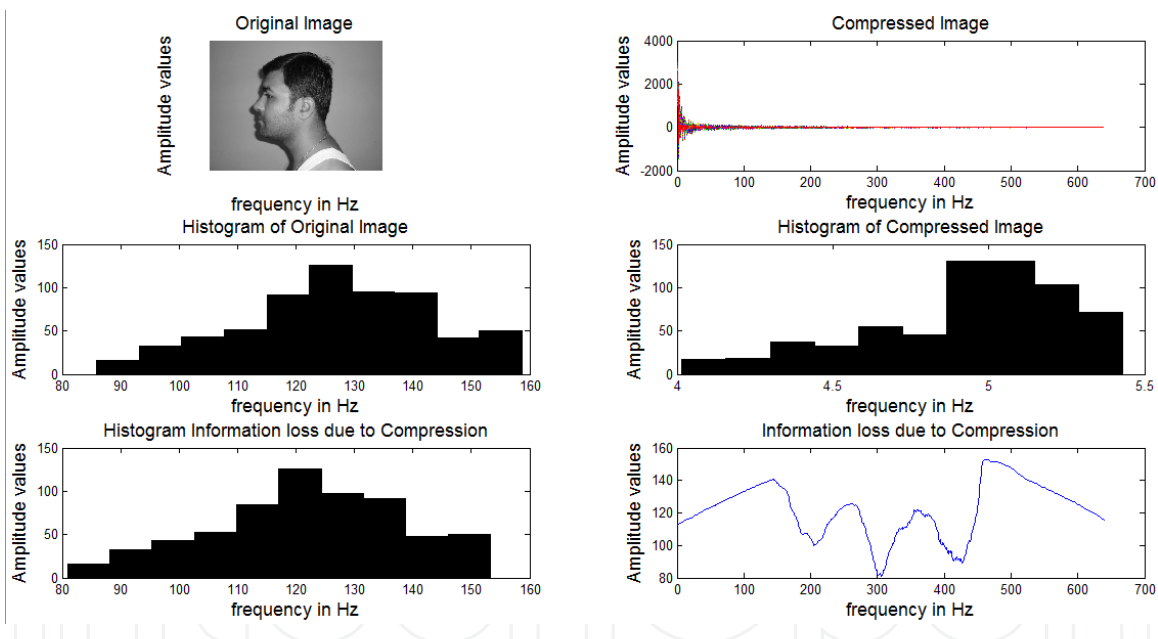 Original Image
Amplitude values
frequency in Hz
Compressed Image
Amplitude values
4000
2000
0
-2000
0 100 200 300 400 500 600 700
frequency in Hz
Histogram of Original Image
Amplitude values
150
100
50
0
80 90 100 110 120 130 140 150 160
frequency in Hz
Histogram of Compressed Image
Amplitude values
150
100
50
0
4 4.5 5 5.5
frequency in Hz
Histogram Information loss due to Compression
Amplitude values
150
100
50
0
80 90 100 110 120 130 140 150 160
frequency in Hz
Information loss due to Compression
Amplitude values
160
140
120
100
80
0 100 200 300 400 500 600 700
frequency in Hz